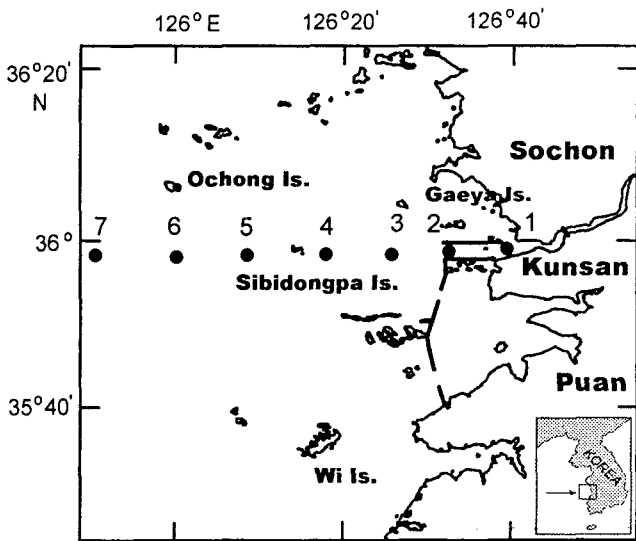 126°E 126°20' 126°40'
36°20'
N
Sochon
Ochong Is.
Gaeya Is.
7 6 5 4 3 2 1
36°
Kunsan
Sibidongpa Is.
Puan
35°40'
Wi Is.
KOREA